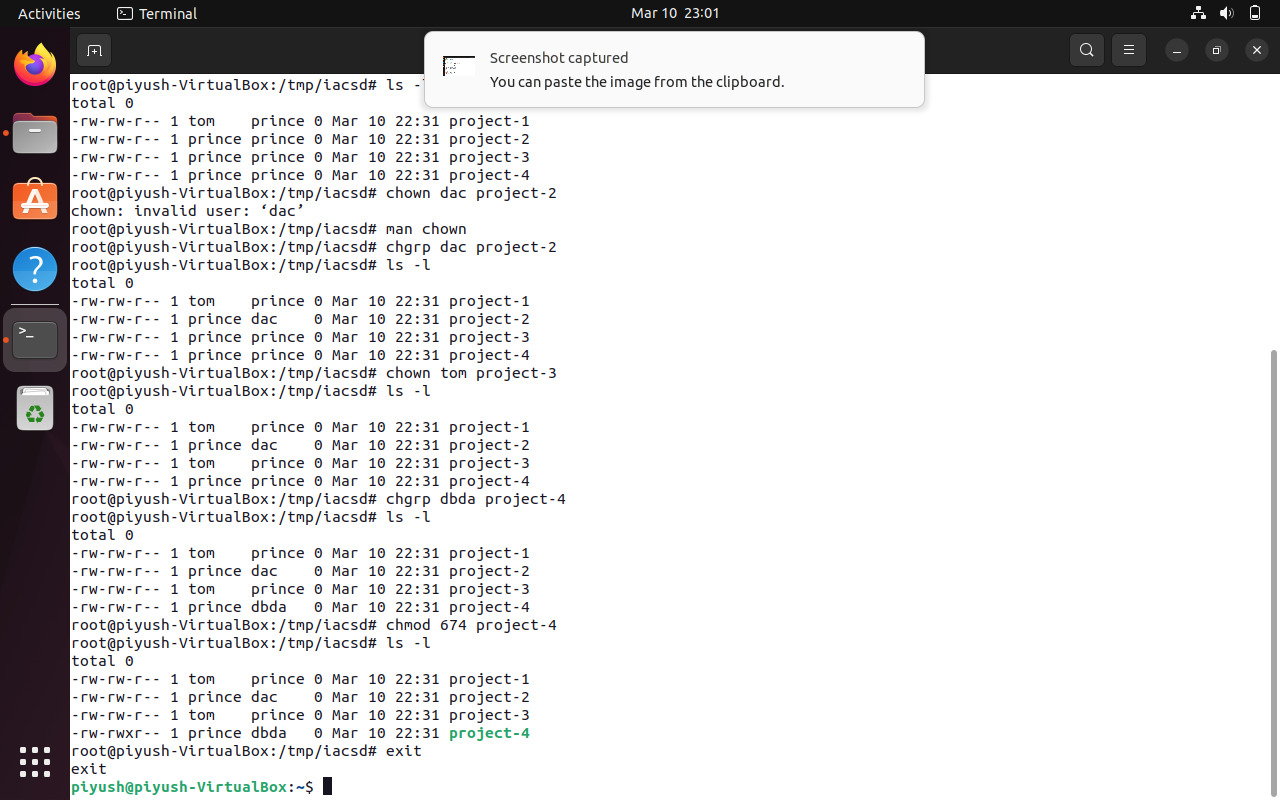 Activities
Terminal
Mar 10 23:01
Screenshot captured
You can paste the image from the clipboard.
root@piyush-VirtualBox:/tmp/iacsd# ls -l
total 0
-rw-rw-r-- 1 tom    prince 0 Mar 10 22:31 project-1
-rw-rw-r-- 1 prince prince 0 Mar 10 22:31 project-2
-rw-rw-r-- 1 prince prince 0 Mar 10 22:31 project-3
-rw-rw-r-- 1 prince prince 0 Mar 10 22:31 project-4
root@piyush-VirtualBox:/tmp/iacsd# chown dac project-2
chown: invalid user: ‘dac’
root@piyush-VirtualBox:/tmp/iacsd# man chown
root@piyush-VirtualBox:/tmp/iacsd# chgrp dac project-2
root@piyush-VirtualBox:/tmp/iacsd# ls -l
total 0
-rw-rw-r-- 1 tom    prince 0 Mar 10 22:31 project-1
-rw-rw-r-- 1 prince dac    0 Mar 10 22:31 project-2
-rw-rw-r-- 1 prince prince 0 Mar 10 22:31 project-3
-rw-rw-r-- 1 prince prince 0 Mar 10 22:31 project-4
root@piyush-VirtualBox:/tmp/iacsd# chown tom project-3
root@piyush-VirtualBox:/tmp/iacsd# ls -l
total 0
-rw-rw-r-- 1 tom    prince 0 Mar 10 22:31 project-1
-rw-rw-r-- 1 prince dac    0 Mar 10 22:31 project-2
-rw-rw-r-- 1 tom    prince 0 Mar 10 22:31 project-3
-rw-rw-r-- 1 prince prince 0 Mar 10 22:31 project-4
root@piyush-VirtualBox:/tmp/iacsd# chgrp dbda project-4
root@piyush-VirtualBox:/tmp/iacsd# ls -l
total 0
-rw-rw-r-- 1 tom    prince 0 Mar 10 22:31 project-1
-rw-rw-r-- 1 prince dac    0 Mar 10 22:31 project-2
-rw-rw-r-- 1 tom    prince 0 Mar 10 22:31 project-3
-rw-rw-r-- 1 prince dbda   0 Mar 10 22:31 project-4
root@piyush-VirtualBox:/tmp/iacsd# chmod 674 project-4
root@piyush-VirtualBox:/tmp/iacsd# ls -l
total 0
-rw-rw-r-- 1 tom    prince 0 Mar 10 22:31 project-1
-rw-rw-r-- 1 prince dac    0 Mar 10 22:31 project-2
-rw-rw-r-- 1 tom    prince 0 Mar 10 22:31 project-3
-rw-rwxr-- 1 prince dbda   0 Mar 10 22:31 project-4
root@piyush-VirtualBox:/tmp/iacsd# exit
exit
piyush@piyush-VirtualBox:~$